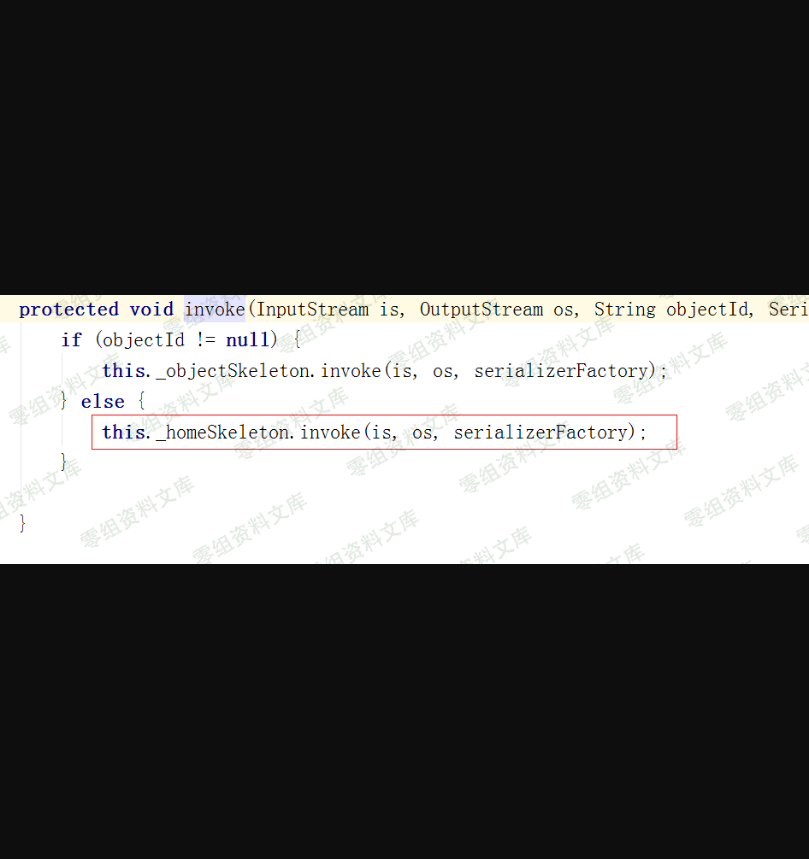 protected void invoke(InputStream is, OutputStream os, String objectId, Seri
if (objectId != null) {
this._objectSkeleton.invoke(is, os, serializerFactory);
} else {
this._homeSkeleton.invoke(is, os, serializerFactory);
}
}
零组资料文库